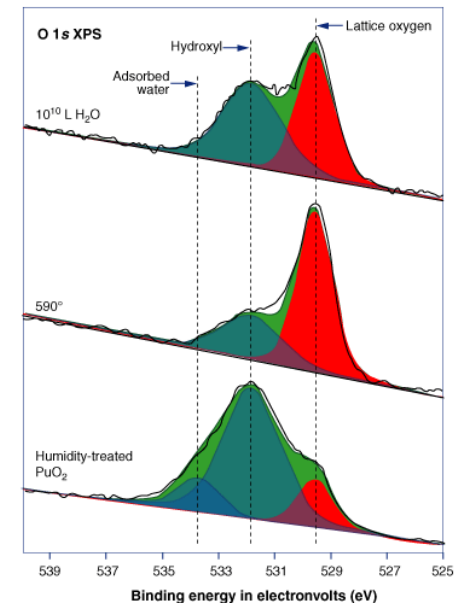 O 1s XPS
Lattice oxygen
Hydroxyl
Adsorbed
water
10¹⁰ L H₂O
590°
Humidity-treated
PuO₂
539 537 535 533 531 529 527 525
Binding energy in electronvolts (eV)